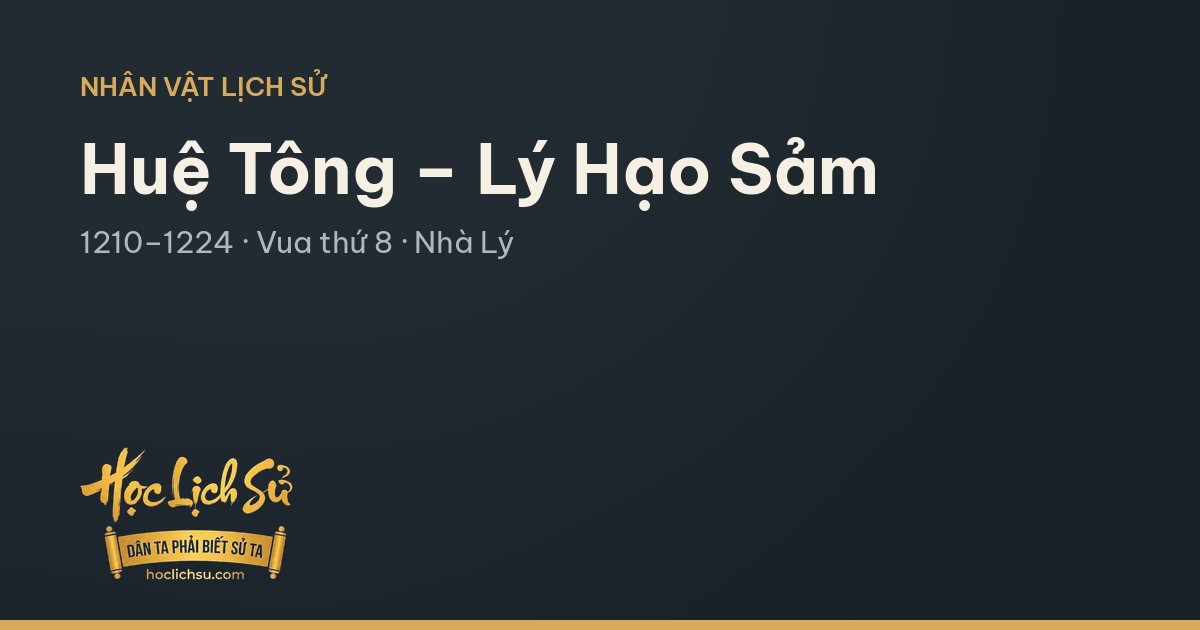 NHÂN VẬT LỊCH SỬ
Huệ Tông – Lý Hạo Sảm
1210–1224 · Vua thứ 8 · Nhà Lý
Học Lịch Sử
DÂN TA PHẢI BIẾT SỬ TA
hoclichsu.com